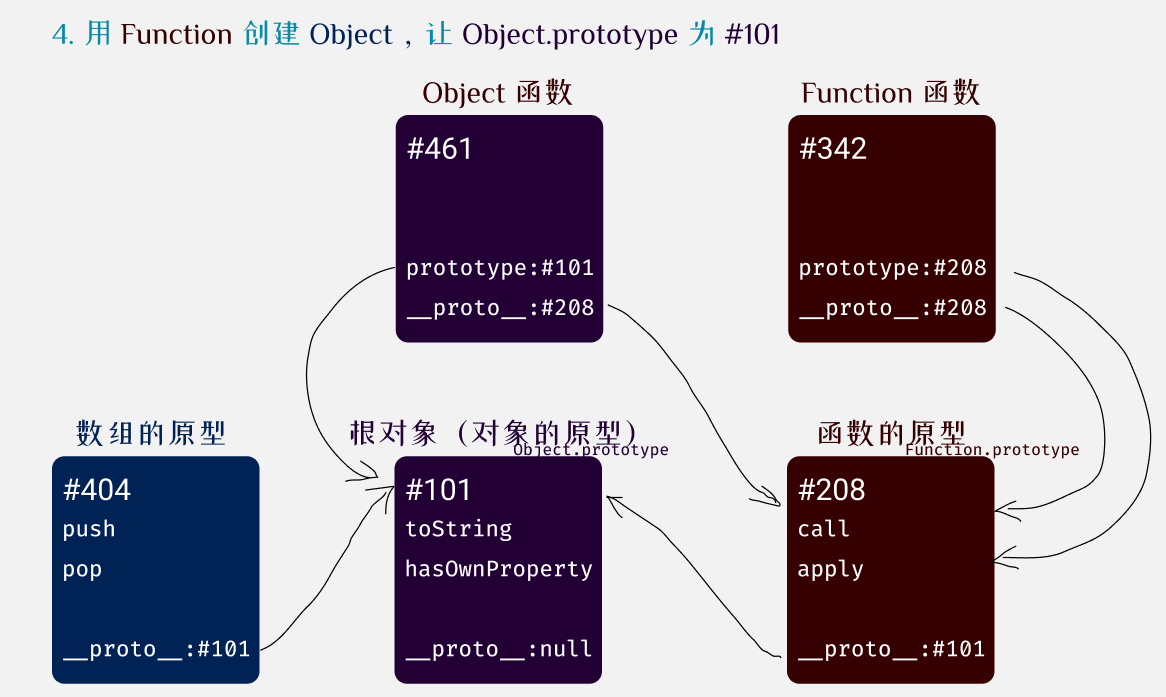 4. 用 Function 创建 Object，让 Object.prototype 为 #101
Object 函数
#461
prototype:#101
__proto__:#208
Function 函数
#342
prototype:#208
__proto__:#208
数组的原型
#404
push
pop
__proto__:#101
根对象（对象的原型）
Object.prototype
#101
toString
hasOwnProperty
__proto__:null
函数的原型
Function.prototype
#208
call
apply
__proto__:#101